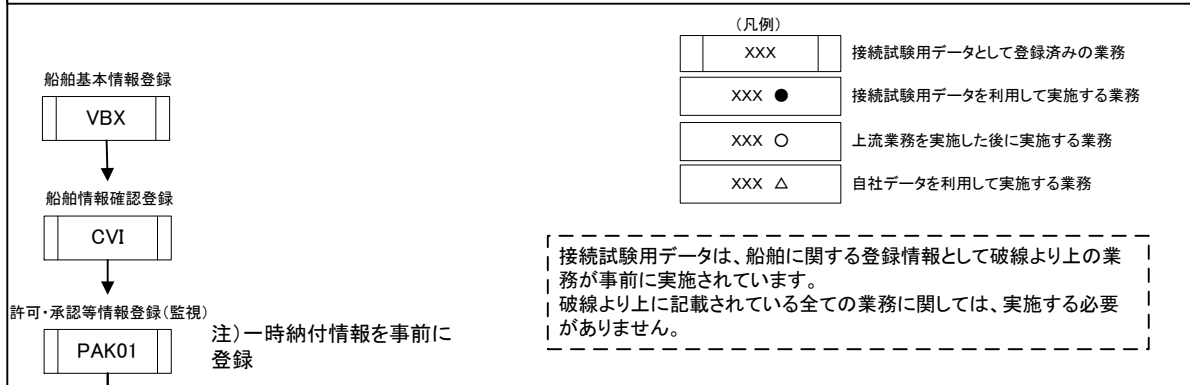 (凡例)
XXX
接続試験用データとして登録済みの業務
XXX ●
接続試験用データを利用して実施する業務
XXX ○
上流業務を実施した後に実施する業務
XXX △
自社データを利用して実施する業務
船舶基本情報登録
VBX
船舶情報確認登録
CVI
許可・承認等情報登録(監視)
PAK01
注)一時納付情報を事前に
登録
接続試験用データは、船舶に関する登録情報として破線より上の業
務が事前に実施されています。
破線より上に記載されている全ての業務に関しては、実施する必要
がありません。